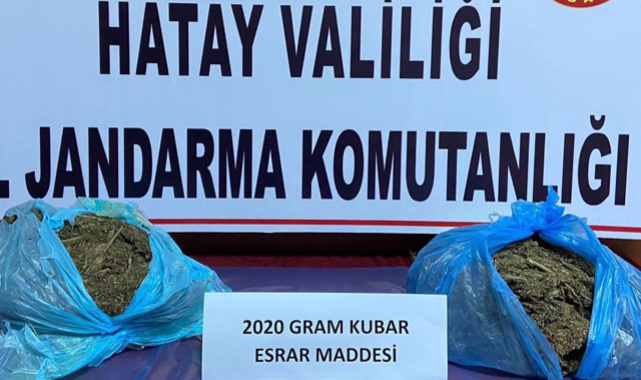 HATAY VALİLİĞİ
L JANDARMA KOMUTANLIĞI
2020 GRAM KUBAR
ESRAR MADDESİ